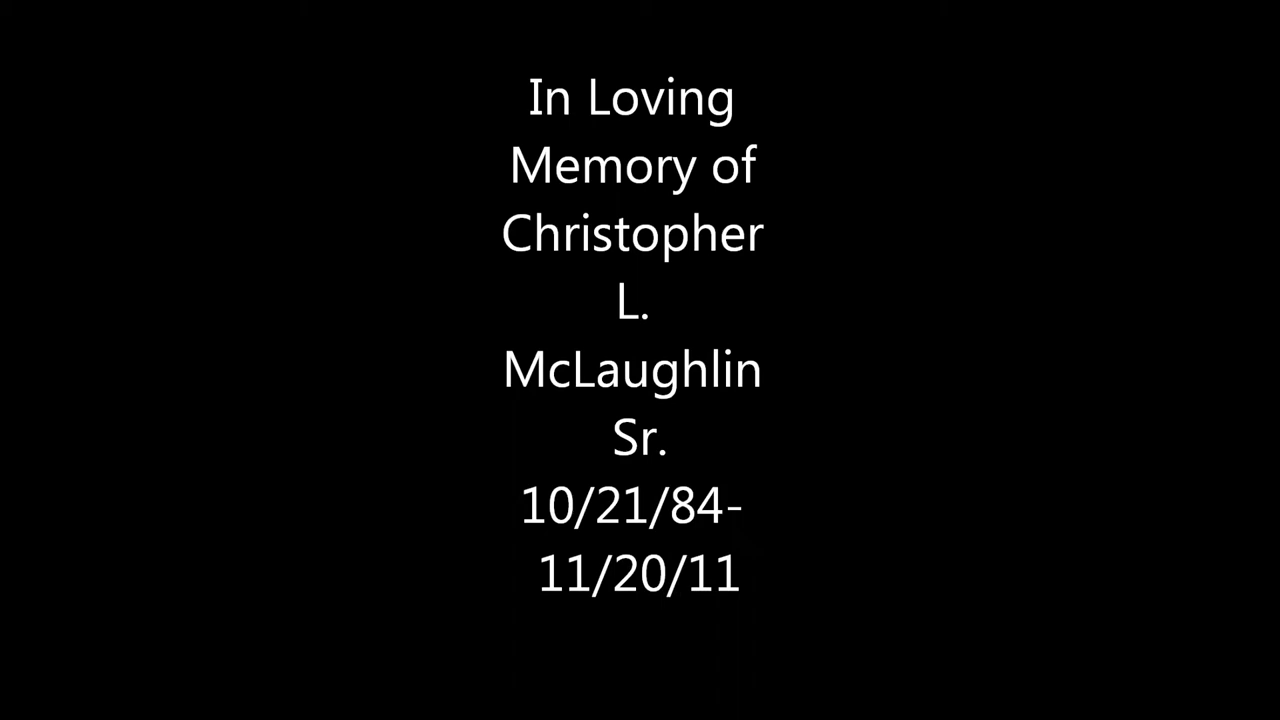 In Loving
Memory of
Christopher
L.
McLaughlin
Sr.
10/21/84-
11/20/11